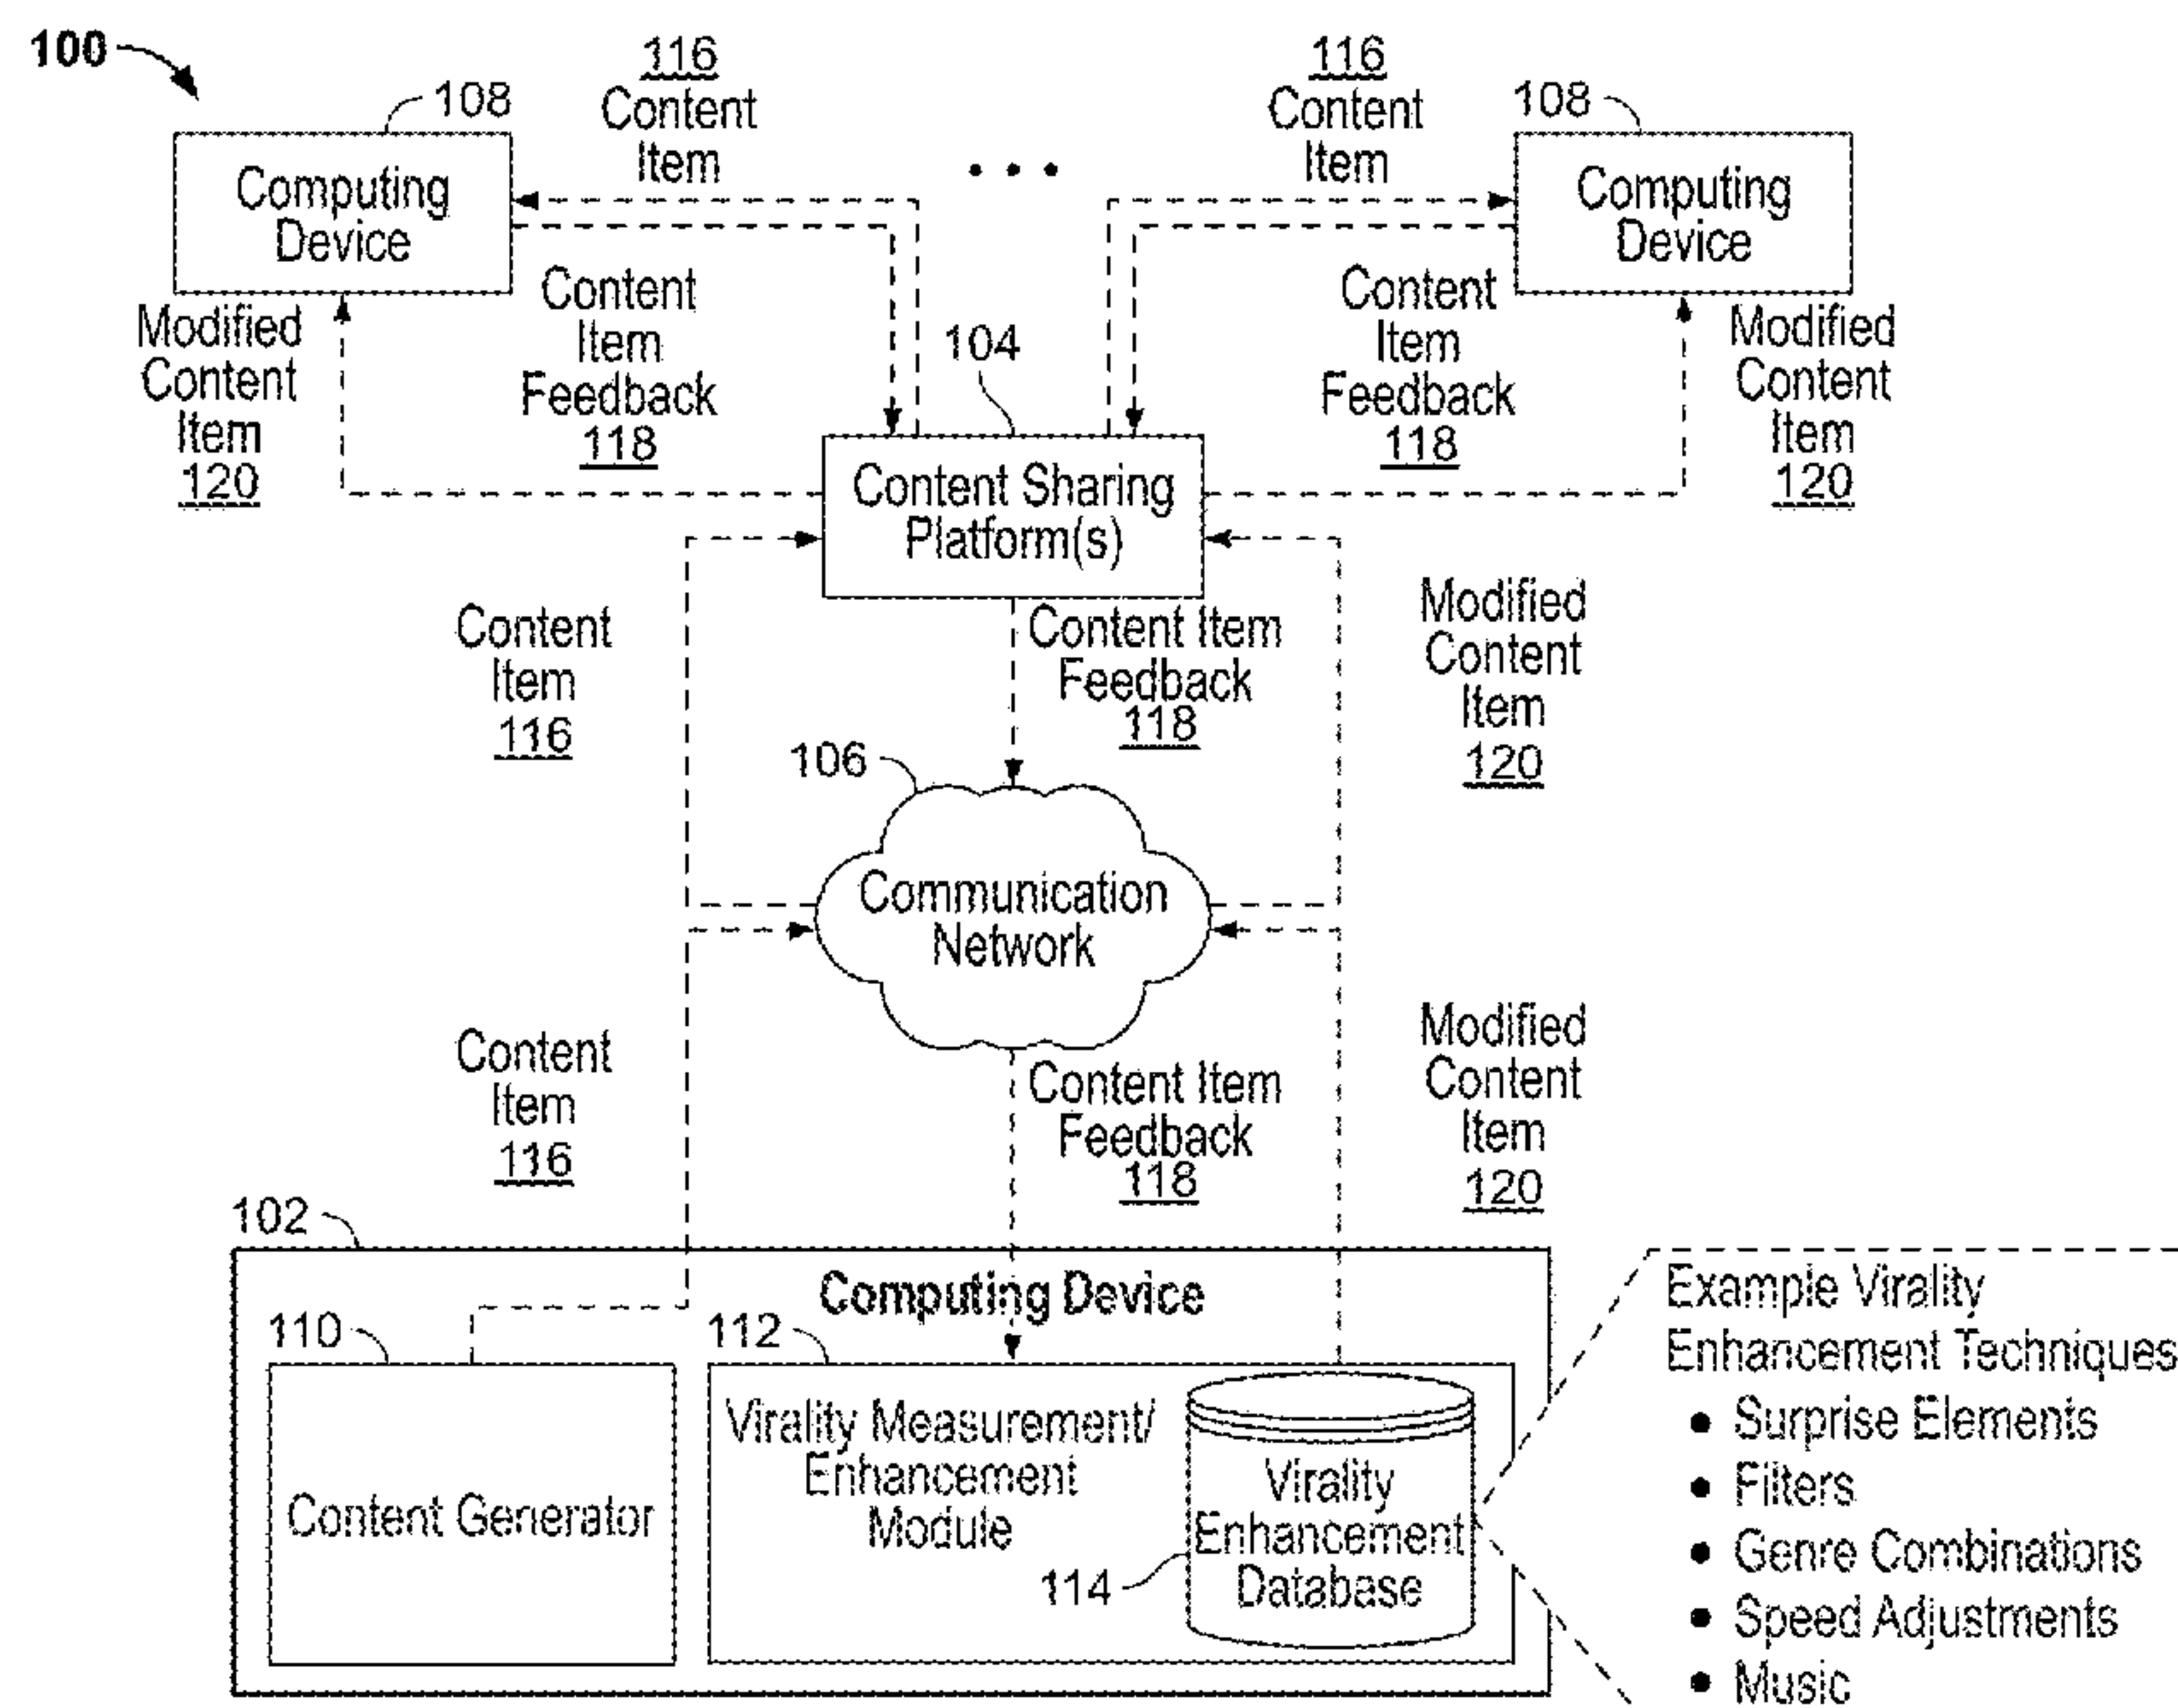 100
116
Content
Item
116
Content
Item
108
108
Computing
Device
Computing
Device
Modified
Content
Item
120
Content
Item
Feedback
118
104
Content
Item
Feedback
118
Modified
Content
Item
120
Content Sharing
Platform(s)
Content
Item
116
Content Item
Feedback
118
Modified
Content
Item
120
106
Communication
Network
Content
Item
116
Content Item
Feedback
118
Modified
Content
Item
120
102
Computing Device
110
112
Content Generator
Virality Measurement/
Enhancement
Module
Virality
Enhancement
Database
114
Example Virality
Enhancement Techniques
• Surprise Elements
• Filters
• Genre Combinations
• Speed Adjustments
• Music